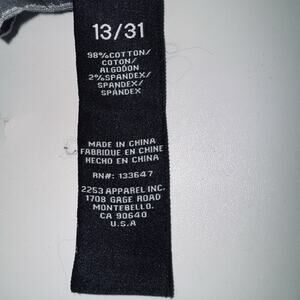 13/31
98%COTTON/
COTON/
ALGODON
2%SPANDEX/
SPANDEX/
SPANDEX
MADE IN CHINA
FABRIQUE EN CHINE
HECHO EN CHINA
RN#: 133647
2253 APPAREL INC.
1708 GAGE ROAD
MONTEBELLO,
CA 90640
U.S.A